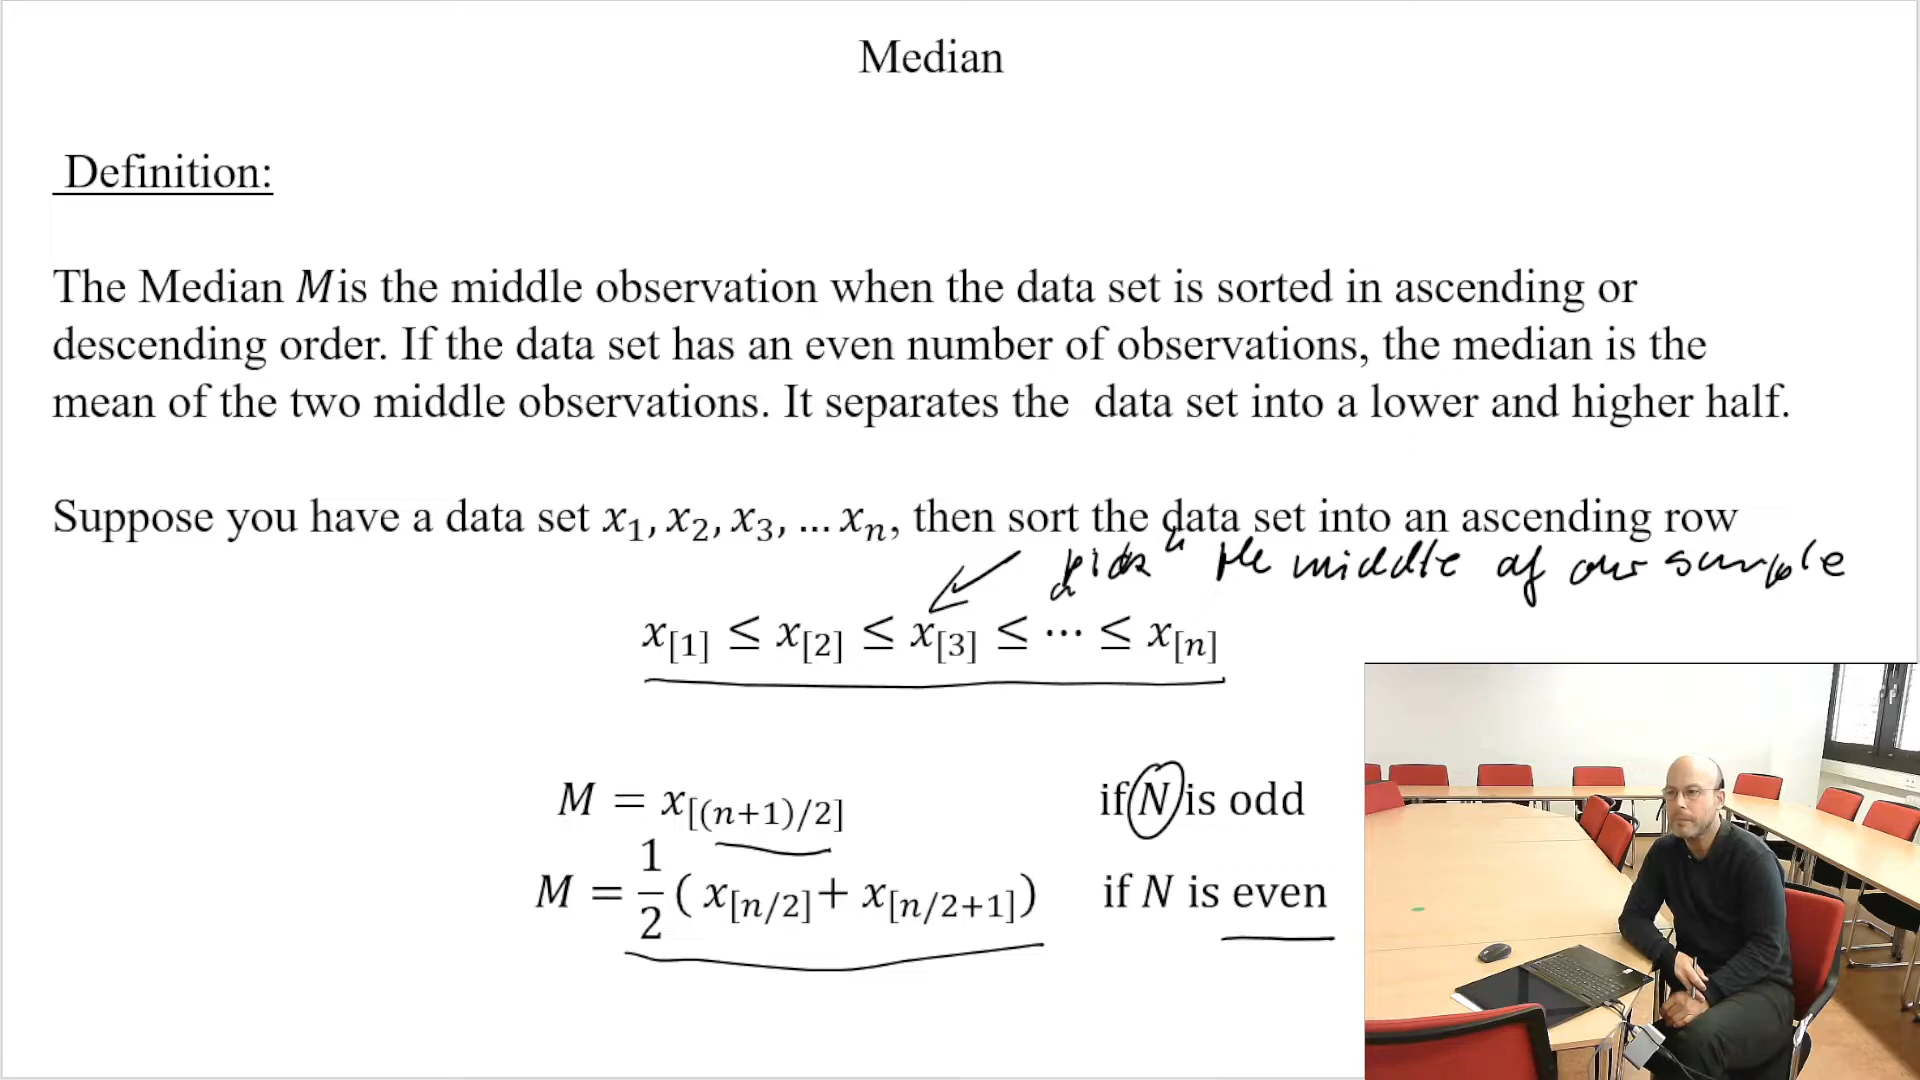 Median
Definition:
The Median M is the middle observation when the data set is sorted in ascending or
descending order. If the data set has an even number of observations, the median is the
mean of the two middle observations. It separates the data set into a lower and higher half.
Suppose you have a data set x₁, x₂, x₃, … xₙ, then sort the data set into an ascending row
the middle of our sample
x[1] ≤ x[2] ≤ x[3] ≤ ⋯ ≤ x[n]
M = x[(n+1)/2] if N is odd
M = 1/2 ( x[n/2] + x[n/2+1]) if N is even